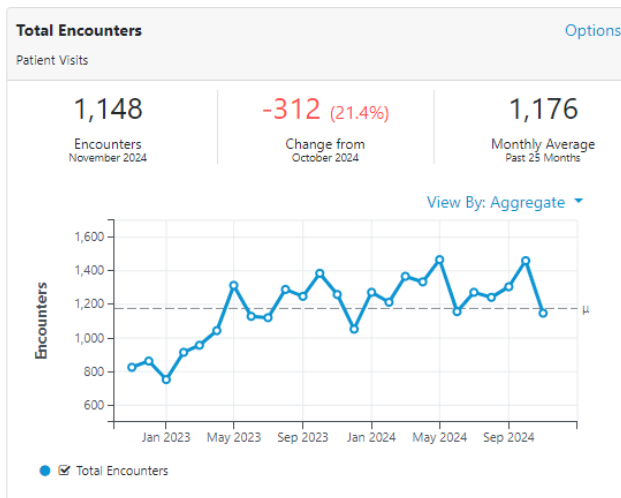 Total Encounters
Options
Patient Visits
1,148
Encounters
November 2024
-312 (21.4%)
Change from
October 2024
1,176
Monthly Average
Past 25 Months
View By: Aggregate
Encounters
1,600
1,400
1,200
1,000
800
600
μ
Jan 2023 May 2023 Sep 2023 Jan 2024 May 2024 Sep 2024
Total Encounters